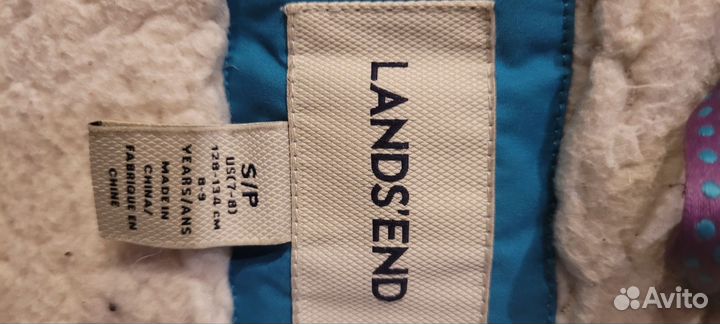 LANDS'END
S/P
US(7-8)
128-134 CM
8-9
YEARS/ANS
MADE IN
CHINA/
FABRIQUE EN
CHINE
Avito